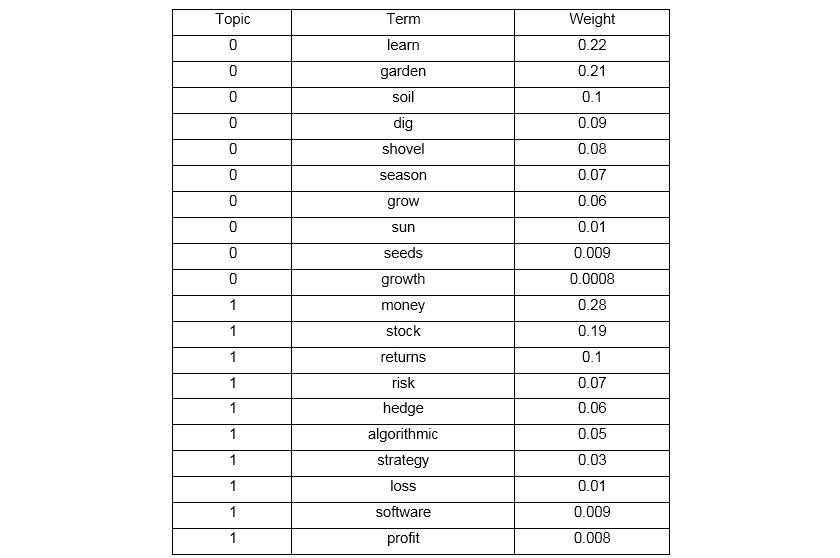 Topic Term Weight
0 learn 0.22
0 garden 0.21
0 soil 0.1
0 dig 0.09
0 shovel 0.08
0 season 0.07
0 grow 0.06
0 sun 0.01
0 seeds 0.009
0 growth 0.0008
1 money 0.28
1 stock 0.19
1 returns 0.1
1 risk 0.07
1 hedge 0.06
1 algorithmic 0.05
1 strategy 0.03
1 loss 0.01
1 software 0.009
1 profit 0.008